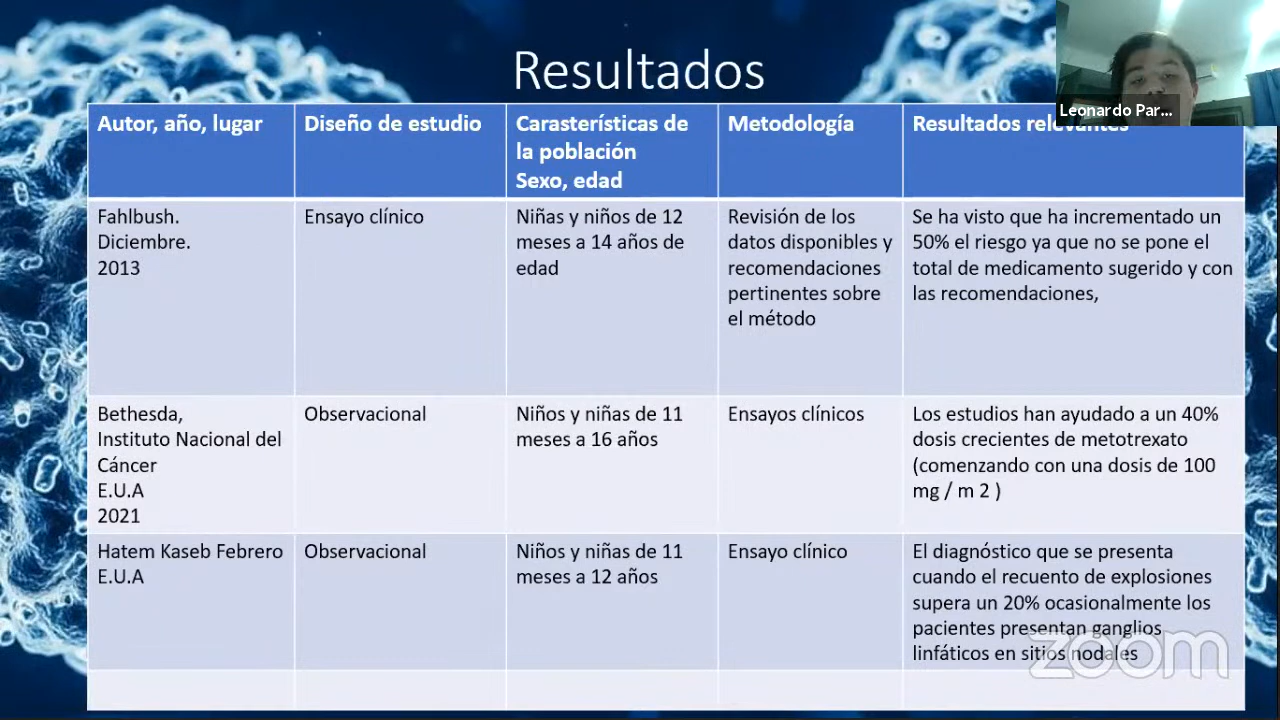 Resultados
Leonardo Par...
Autor, año, lugar
Diseño de estudio
Carasterísticas de
la población
Sexo, edad
Metodología
Resultados relevantes
Fahlbush.
Diciembre.
2013
Ensayo clínico
Niñas y niños de 12
meses a 14 años de
edad
Revisión de los
datos disponibles y
recomendaciones
pertinentes sobre
el método
Se ha visto que ha incrementado un
50% el riesgo ya que no se pone el
total de medicamento sugerido y con
las recomendaciones,
Bethesda,
Instituto Nacional del
Cáncer
E.U.A
2021
Observacional
Niños y niñas de 11
meses a 16 años
Ensayos clínicos
Los estudios han ayudado a un 40%
dosis crecientes de metotrexato
(comenzando con una dosis de 100
mg / m 2 )
Hatem Kaseb Febrero
E.U.A
Observacional
Niños y niñas de 11
meses a 12 años
Ensayo clínico
El diagnóstico que se presenta
cuando el recuento de explosiones
supera un 20% ocasionalmente los
pacientes presentan ganglios
linfáticos en sitios nodales
zoom